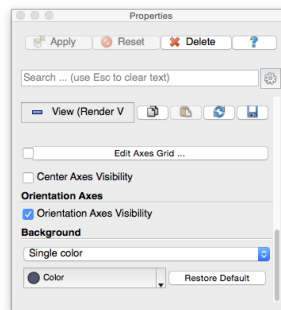 Properties
Apply Reset Delete ?
Search ... (use Esc to clear text)
View (Render V
Edit Axes Grid ...
Center Axes Visibility
Orientation Axes
Orientation Axes Visibility
Background
Single color
Color Restore Default